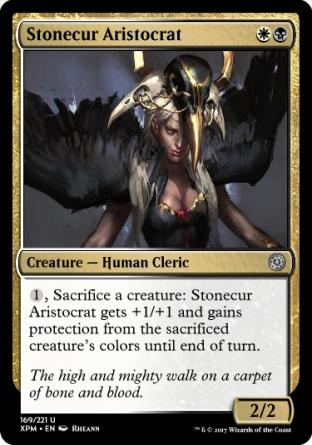 Stonecur Aristocrat
Creature — Human Cleric
1, Sacrifice a creature: Stonecur
Aristocrat gets +1/+1 and gains
protection from the sacrificed
creature's colors until end of turn.
The high and mighty walk on a carpet
of bone and blood.
2/2
169/221 U
XPM • EN Rheann
™ & © 2017 Wizards of the Coast